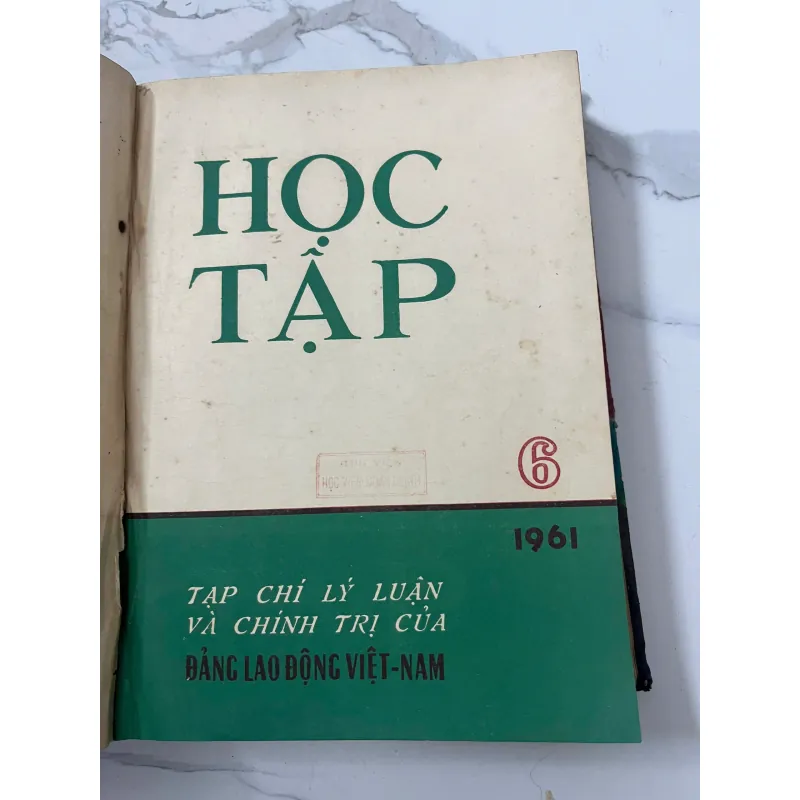 HỌC
TẬP
6
1961
TẠP CHÍ LÝ LUẬN
VÀ CHÍNH TRỊ CỦA
ĐẢNG LAO ĐỘNG VIỆT-NAM